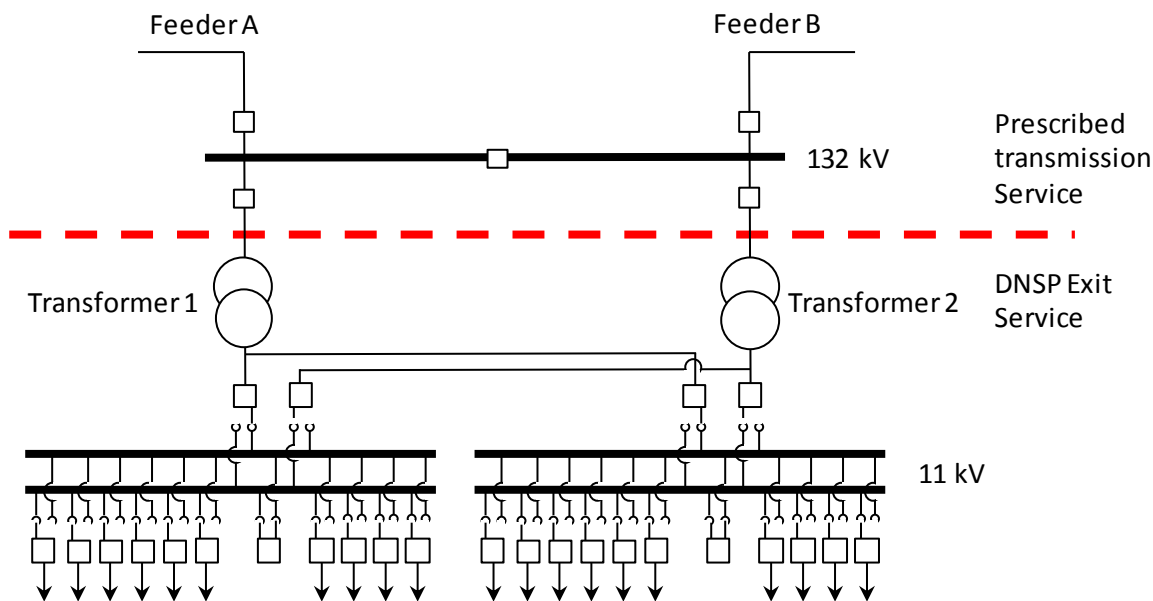 Feeder A
Feeder B
132 kV
Prescribed
transmission
Service
Transformer 1
Transformer 2
DNSP Exit
Service
11 kV